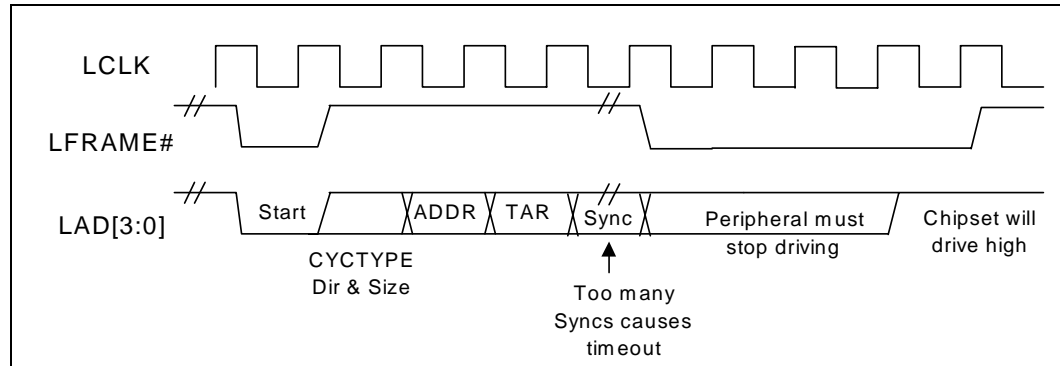 LCLK
LFRAME#
LAD[3:0]
Start
ADDR
TAR
Sync
Peripheral must
stop driving
Chipset will
drive high
CYCTYPE
Dir & Size
Too many
Syncs causes
timeout